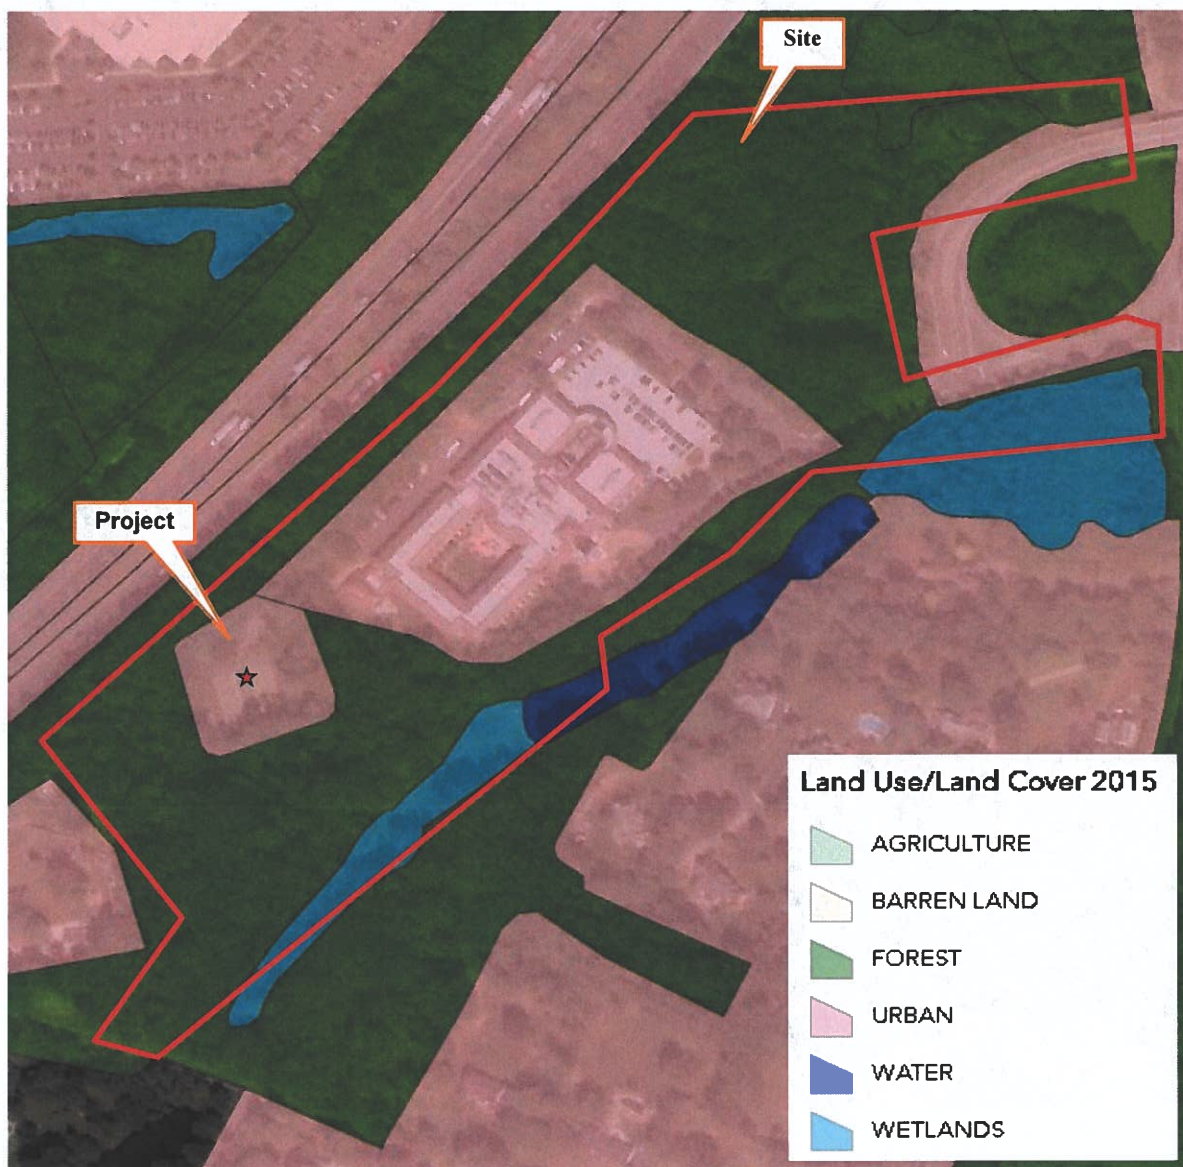 Site
Project
Land Use/Land Cover 2015
AGRICULTURE
BARREN LAND
FOREST
URBAN
WATER
WETLANDS